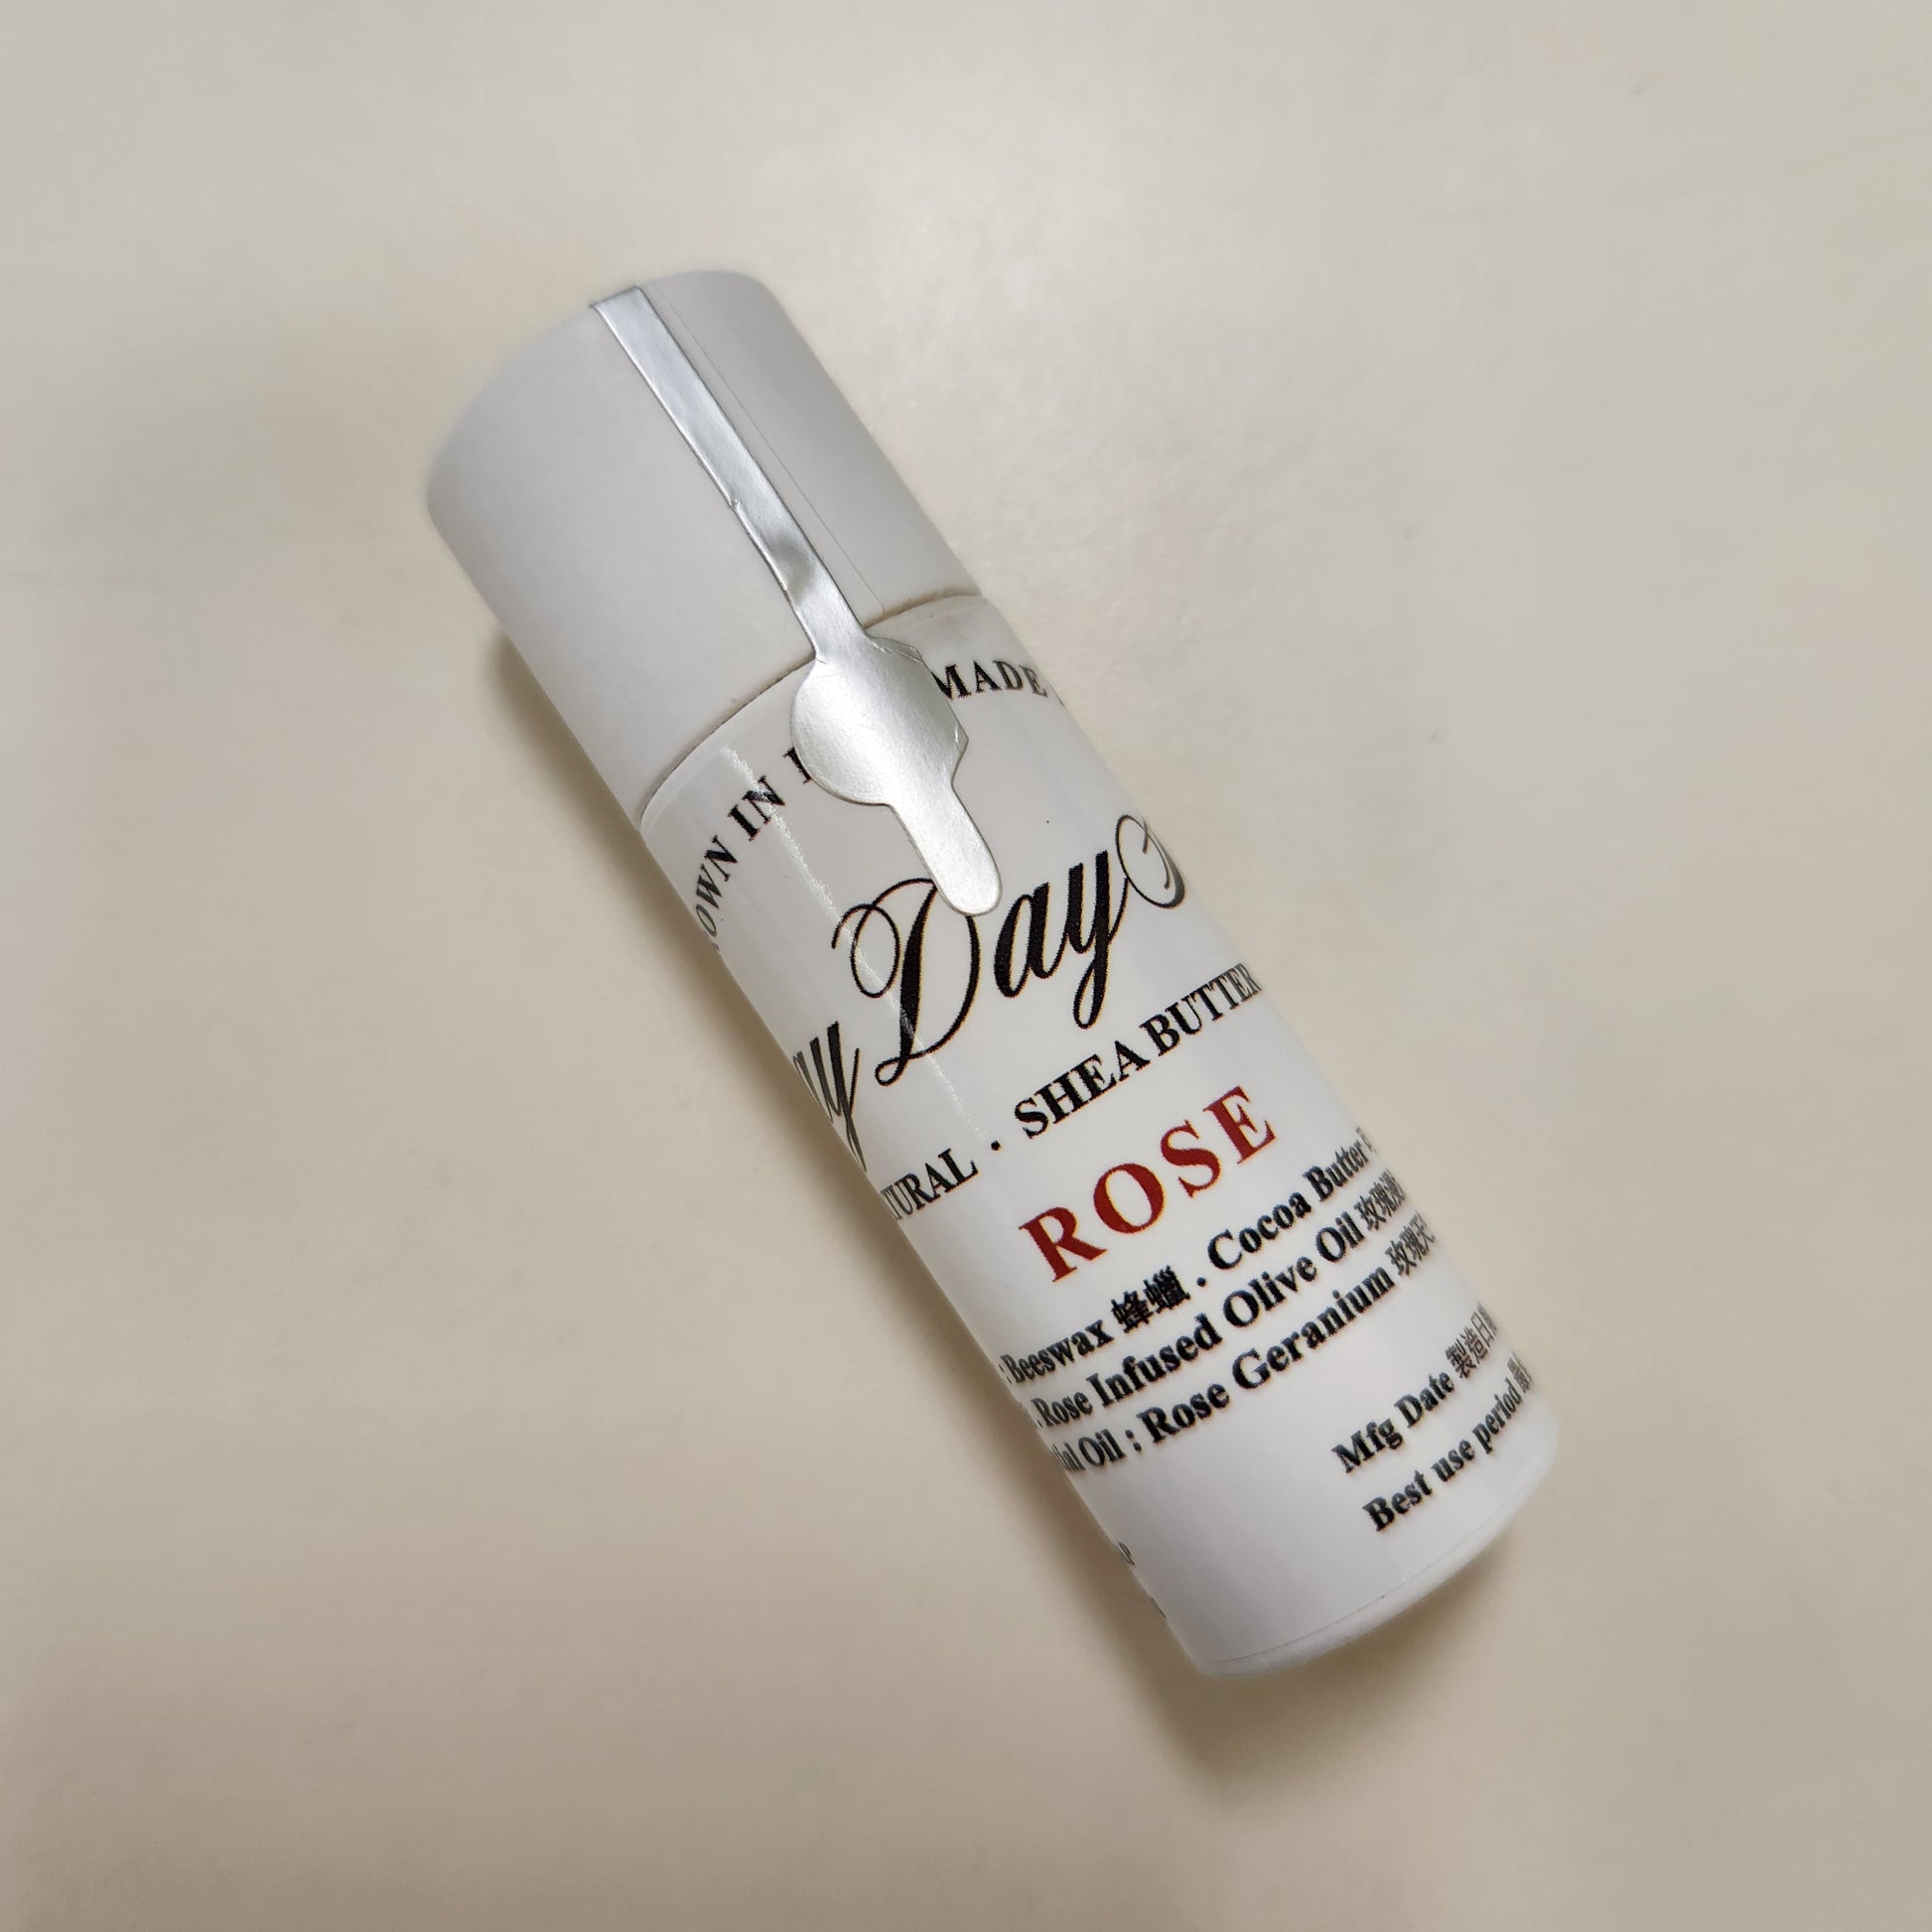 OWN IN MADE
Day
TURAL · SHEA BUTTER
ROSE
: Beeswax 蜂蠟 . Cocoa Butter
. Rose Infused Olive Oil 玫瑰
Oil : Rose Geranium 玫瑰天
Mfg Date 製造日
Best use period